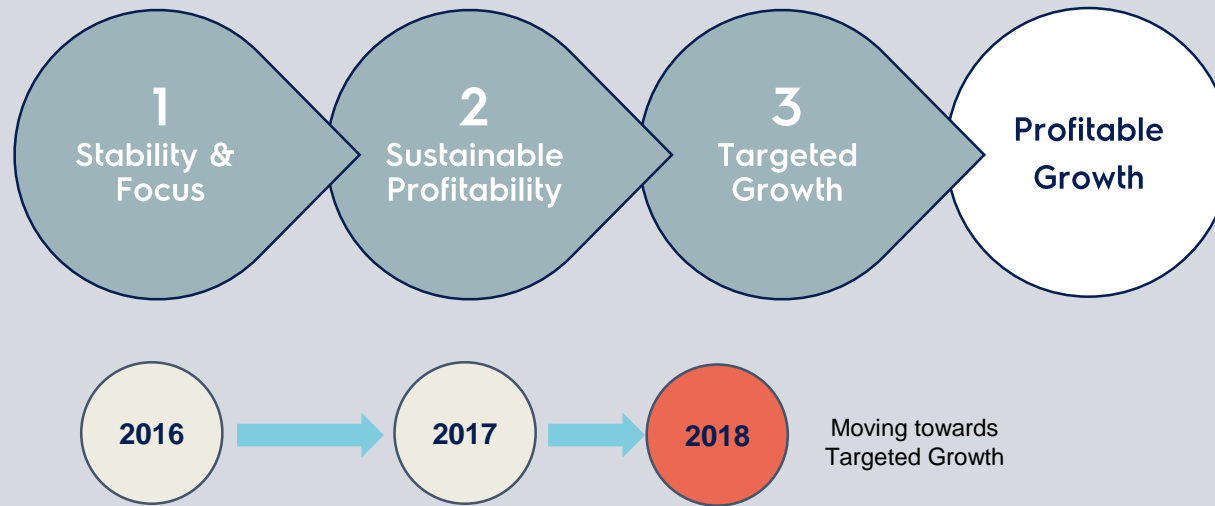 1
Stability &
Focus
2
Sustainable
Profitability
3
Targeted
Growth
Profitable
Growth
2016
2017
2018
Moving towards
Targeted Growth